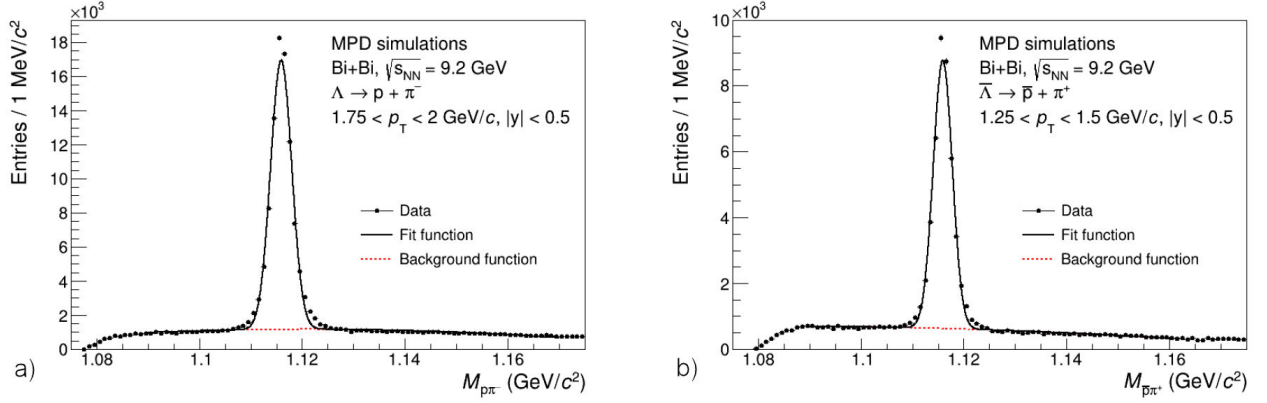 ×10³
Entries / 1 MeV/c²
18
16
14
12
10
8
6
4
2
0
MPD simulations
Bi+Bi, √s_NN = 9.2 GeV
Λ → p + π⁻
1.75 < p_T < 2 GeV/c, |y| < 0.5
Data
Fit function
Background function
1.08 1.1 1.12 1.14 1.16
M_pπ⁻ (GeV/c²)
a)
×10³
Entries / 1 MeV/c²
10
8
6
4
2
0
MPD simulations
Bi+Bi, √s_NN = 9.2 GeV
Λ̅ → p̅ + π⁺
1.25 < p_T < 1.5 GeV/c, |y| < 0.5
Data
Fit function
Background function
1.08 1.1 1.12 1.14 1.16
M_p̅π⁺ (GeV/c²)
b)